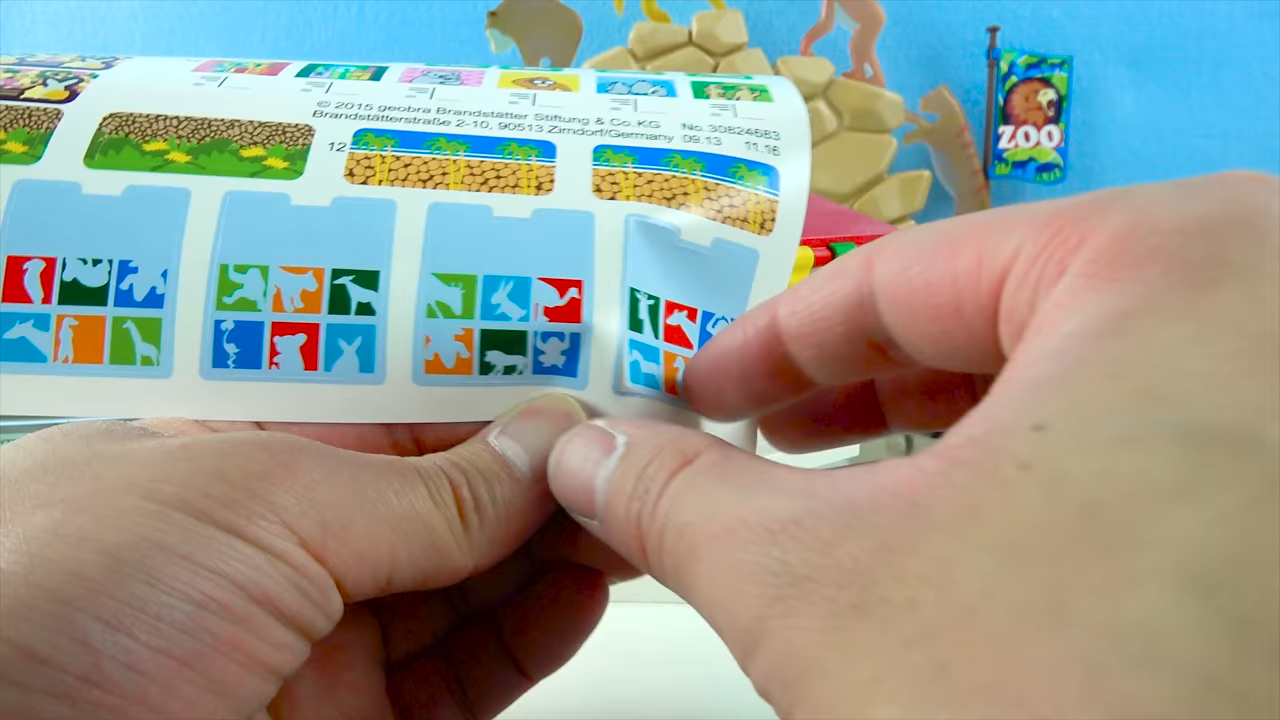 © 2015 geobra Brandstätter Stiftung & Co.KG No.30824683
Brandstätterstraße 2-10, 90513 Zirndorf/Germany 09.13 11.16
12
ZOO